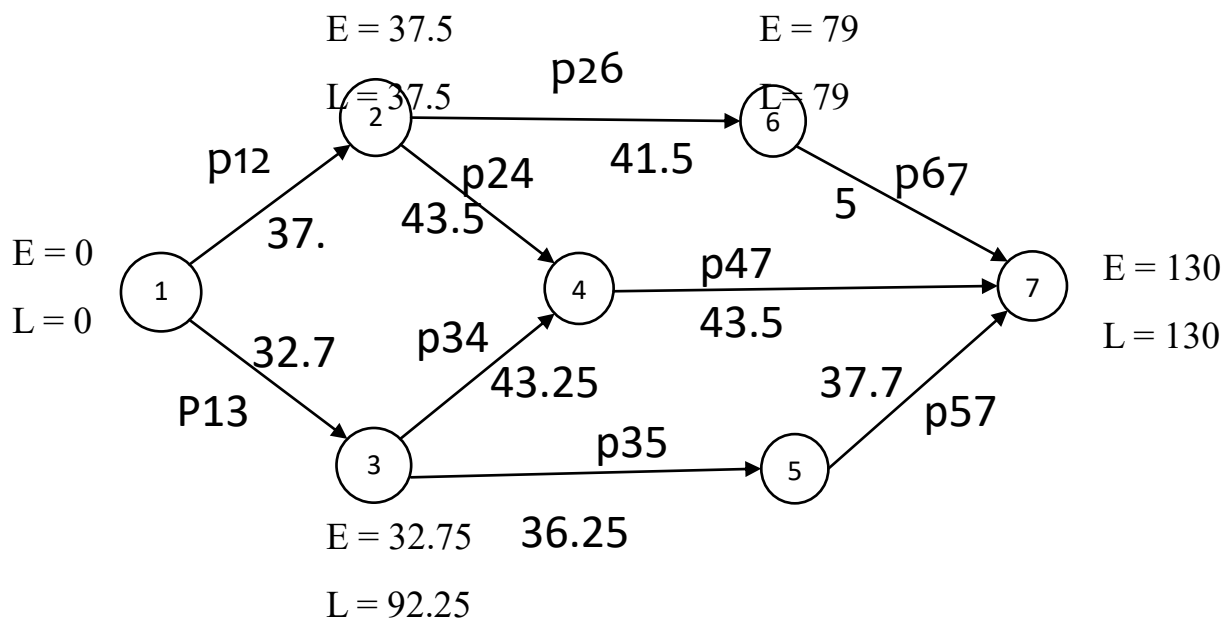 E = 37.5
L = 37.5
E = 79
L= 79
p26
2
6
41.5
p12
p24
43.5
37.
p67
5
E = 0
L = 0
1
4
p47
43.5
7
E = 130
L = 130
32.7
P13
p34
43.25
37.7
p57
3
p35
5
36.25
E = 32.75
L = 92.25